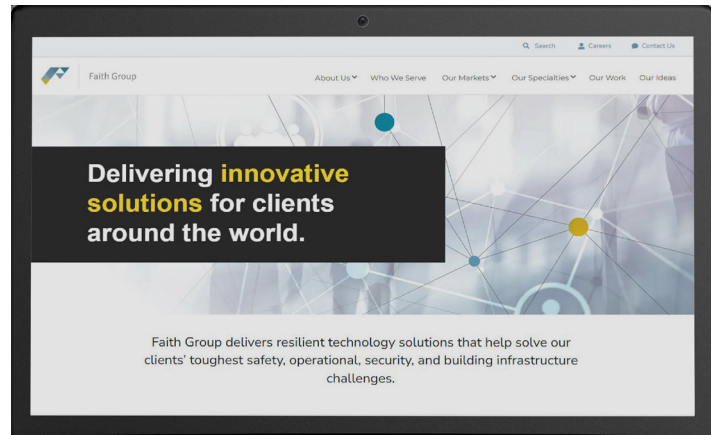 Search Careers Contact Us
Faith Group
About Us Who We Serve Our Markets Our Specialties Our Work Our Ideas
Delivering innovative
solutions for clients
around the world.
Faith Group delivers resilient technology solutions that help solve our
clients’ toughest safety, operational, security, and building infrastructure
challenges.